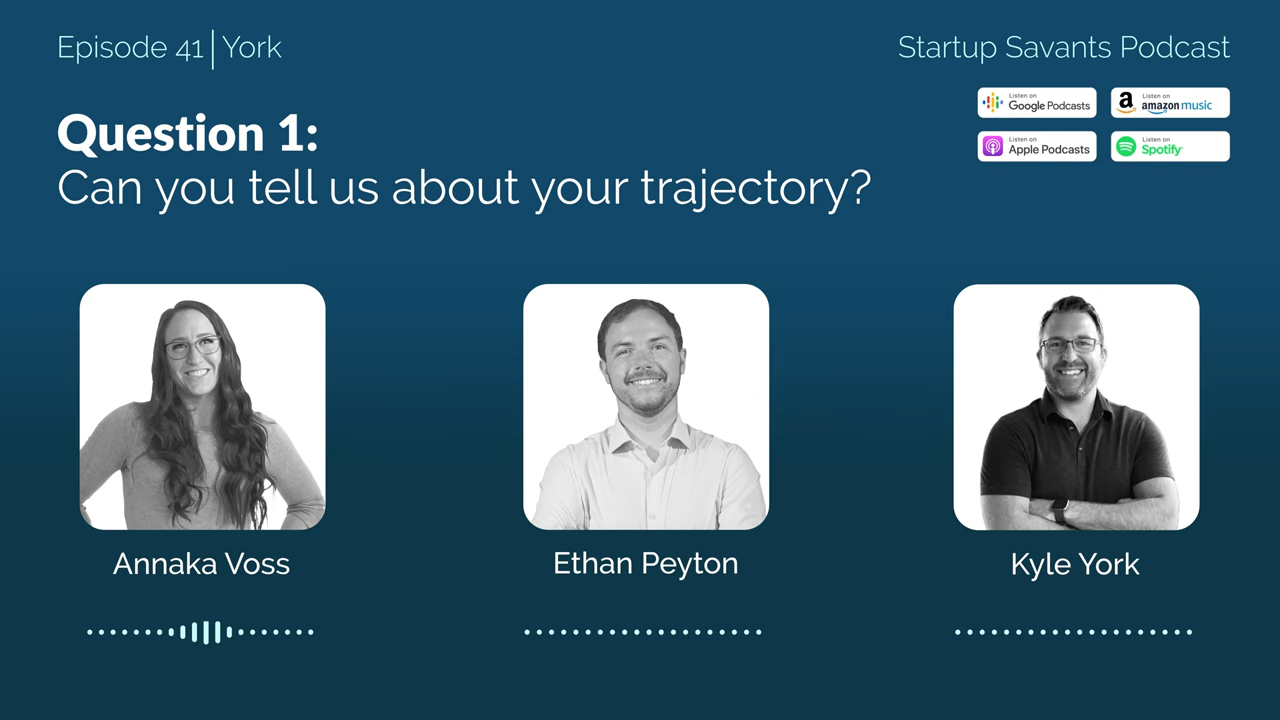 Episode 41 | York
Startup Savants Podcast
Listen on
Google Podcasts
Listen on
amazon music
Listen on
Apple Podcasts
Listen on
Spotify
Question 1:
Can you tell us about your trajectory?
Annaka Voss
Ethan Peyton
Kyle York